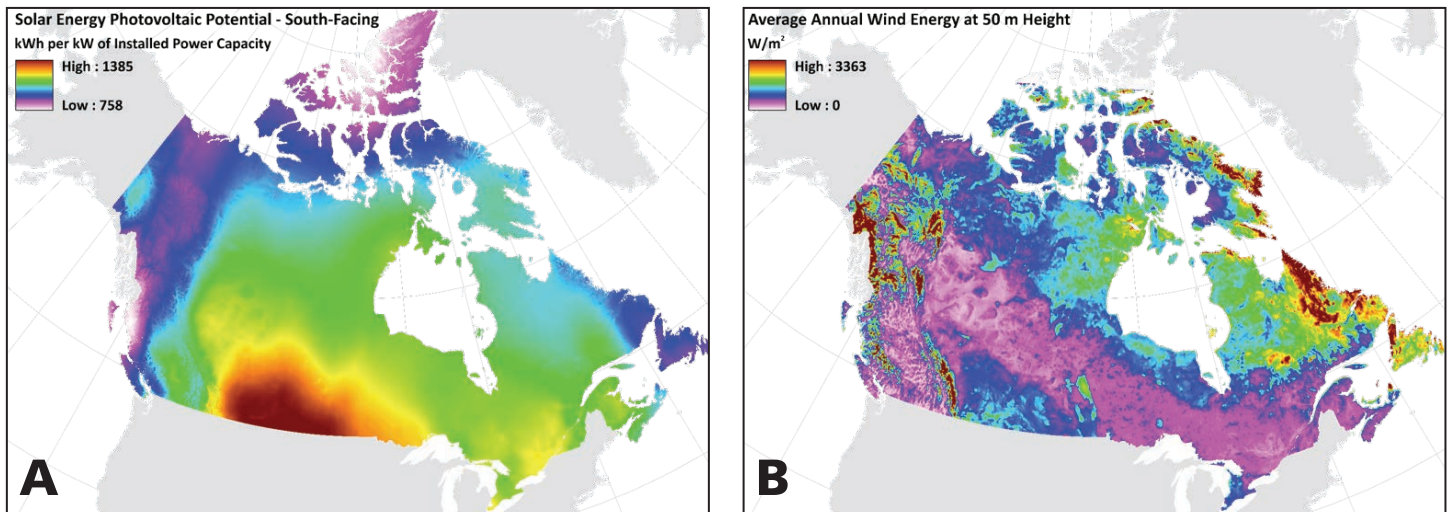 Solar Energy Photovoltaic Potential - South-Facing
kWh per kW of Installed Power Capacity
High : 1385
Low : 758
A
Average Annual Wind Energy at 50 m Height
W/m²
High : 3363
Low : 0
B